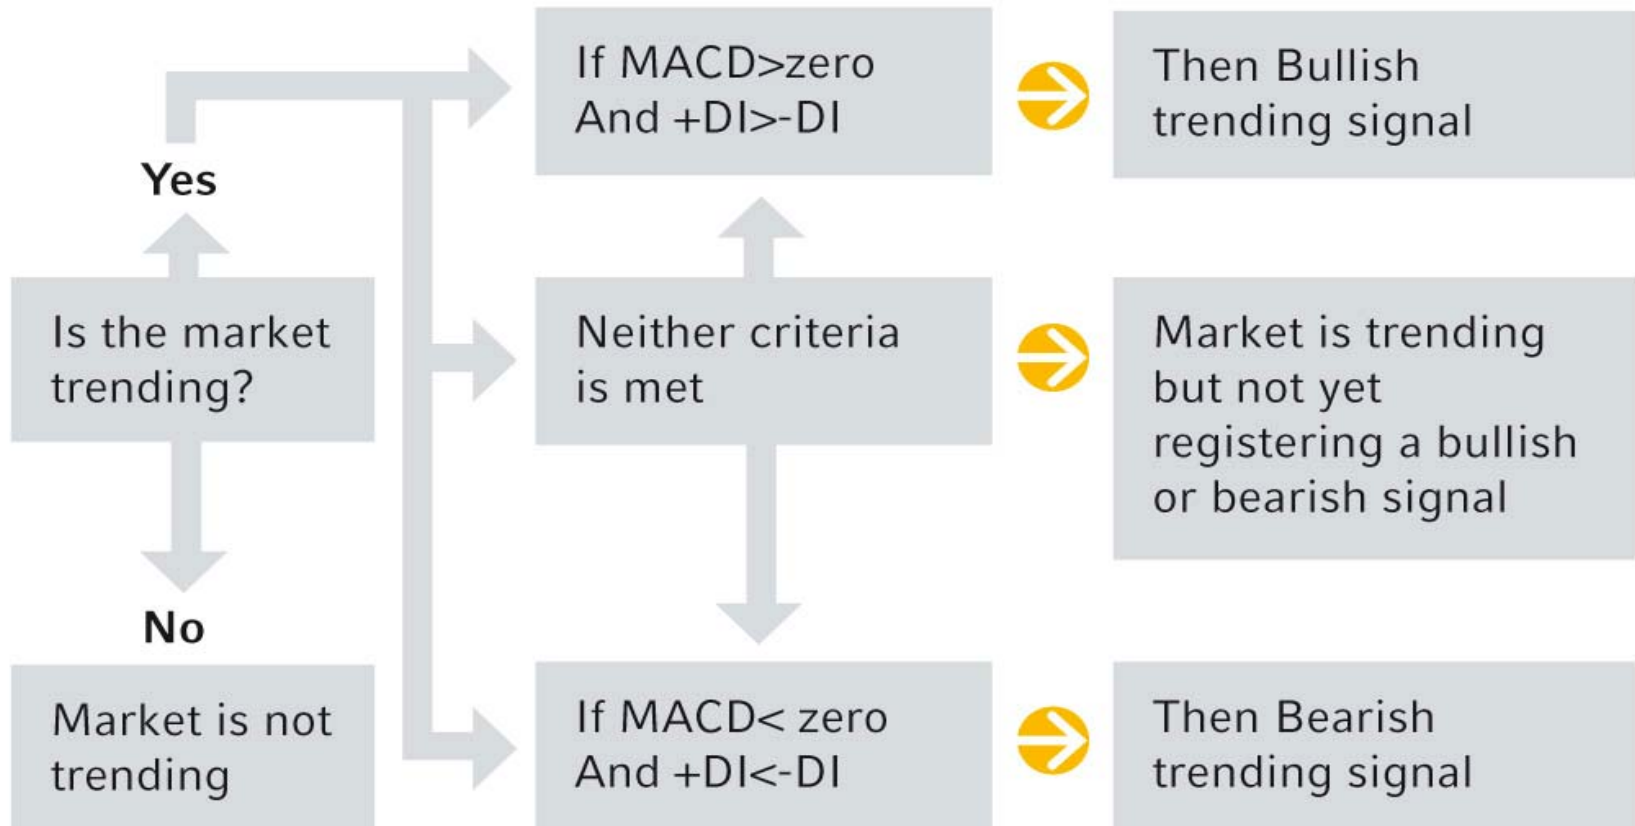 Yes
Is the market
trending?
No
Market is not
trending
If MACD>zero
And +DI>-DI
Then Bullish
trending signal
Neither criteria
is met
Market is trending
but not yet
registering a bullish
or bearish signal
If MACD< zero
And +DI<-DI
Then Bearish
trending signal